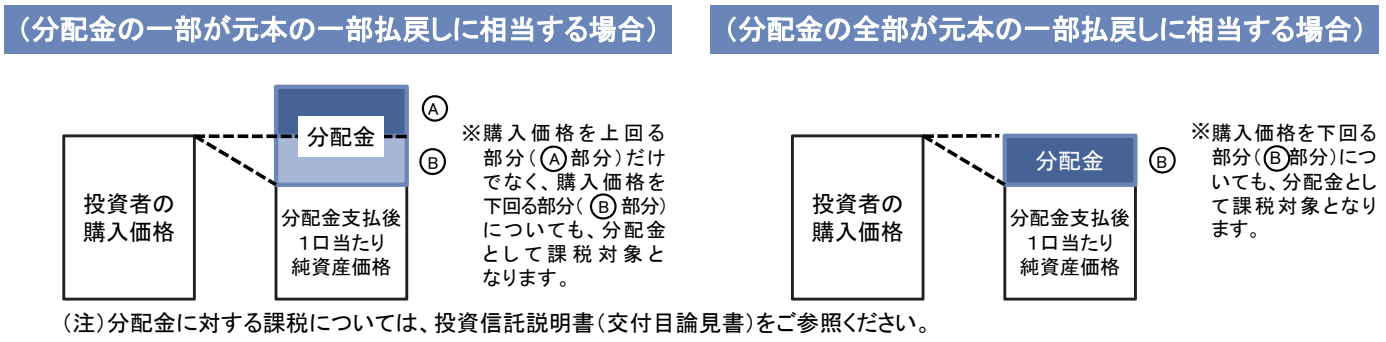 （分配金の一部が元本の一部払戻しに相当する場合）
投資者の
購入価格
分配金
分配金支払後
1口当たり
純資産価格
Ⓐ
Ⓑ
※購入価格を上回る
部分（Ⓐ部分）だけ
でなく、購入価格を
下回る部分（Ⓑ部分）
についても、分配金
として課税対象と
なります。
（分配金の全部が元本の一部払戻しに相当する場合）
投資者の
購入価格
分配金
分配金支払後
1口当たり
純資産価格
Ⓑ
※購入価格を下回る
部分（Ⓑ部分）につ
いても、分配金とし
て課税対象となり
ます。
（注）分配金に対する課税については、投資信託説明書（交付目論見書）をご参照ください。